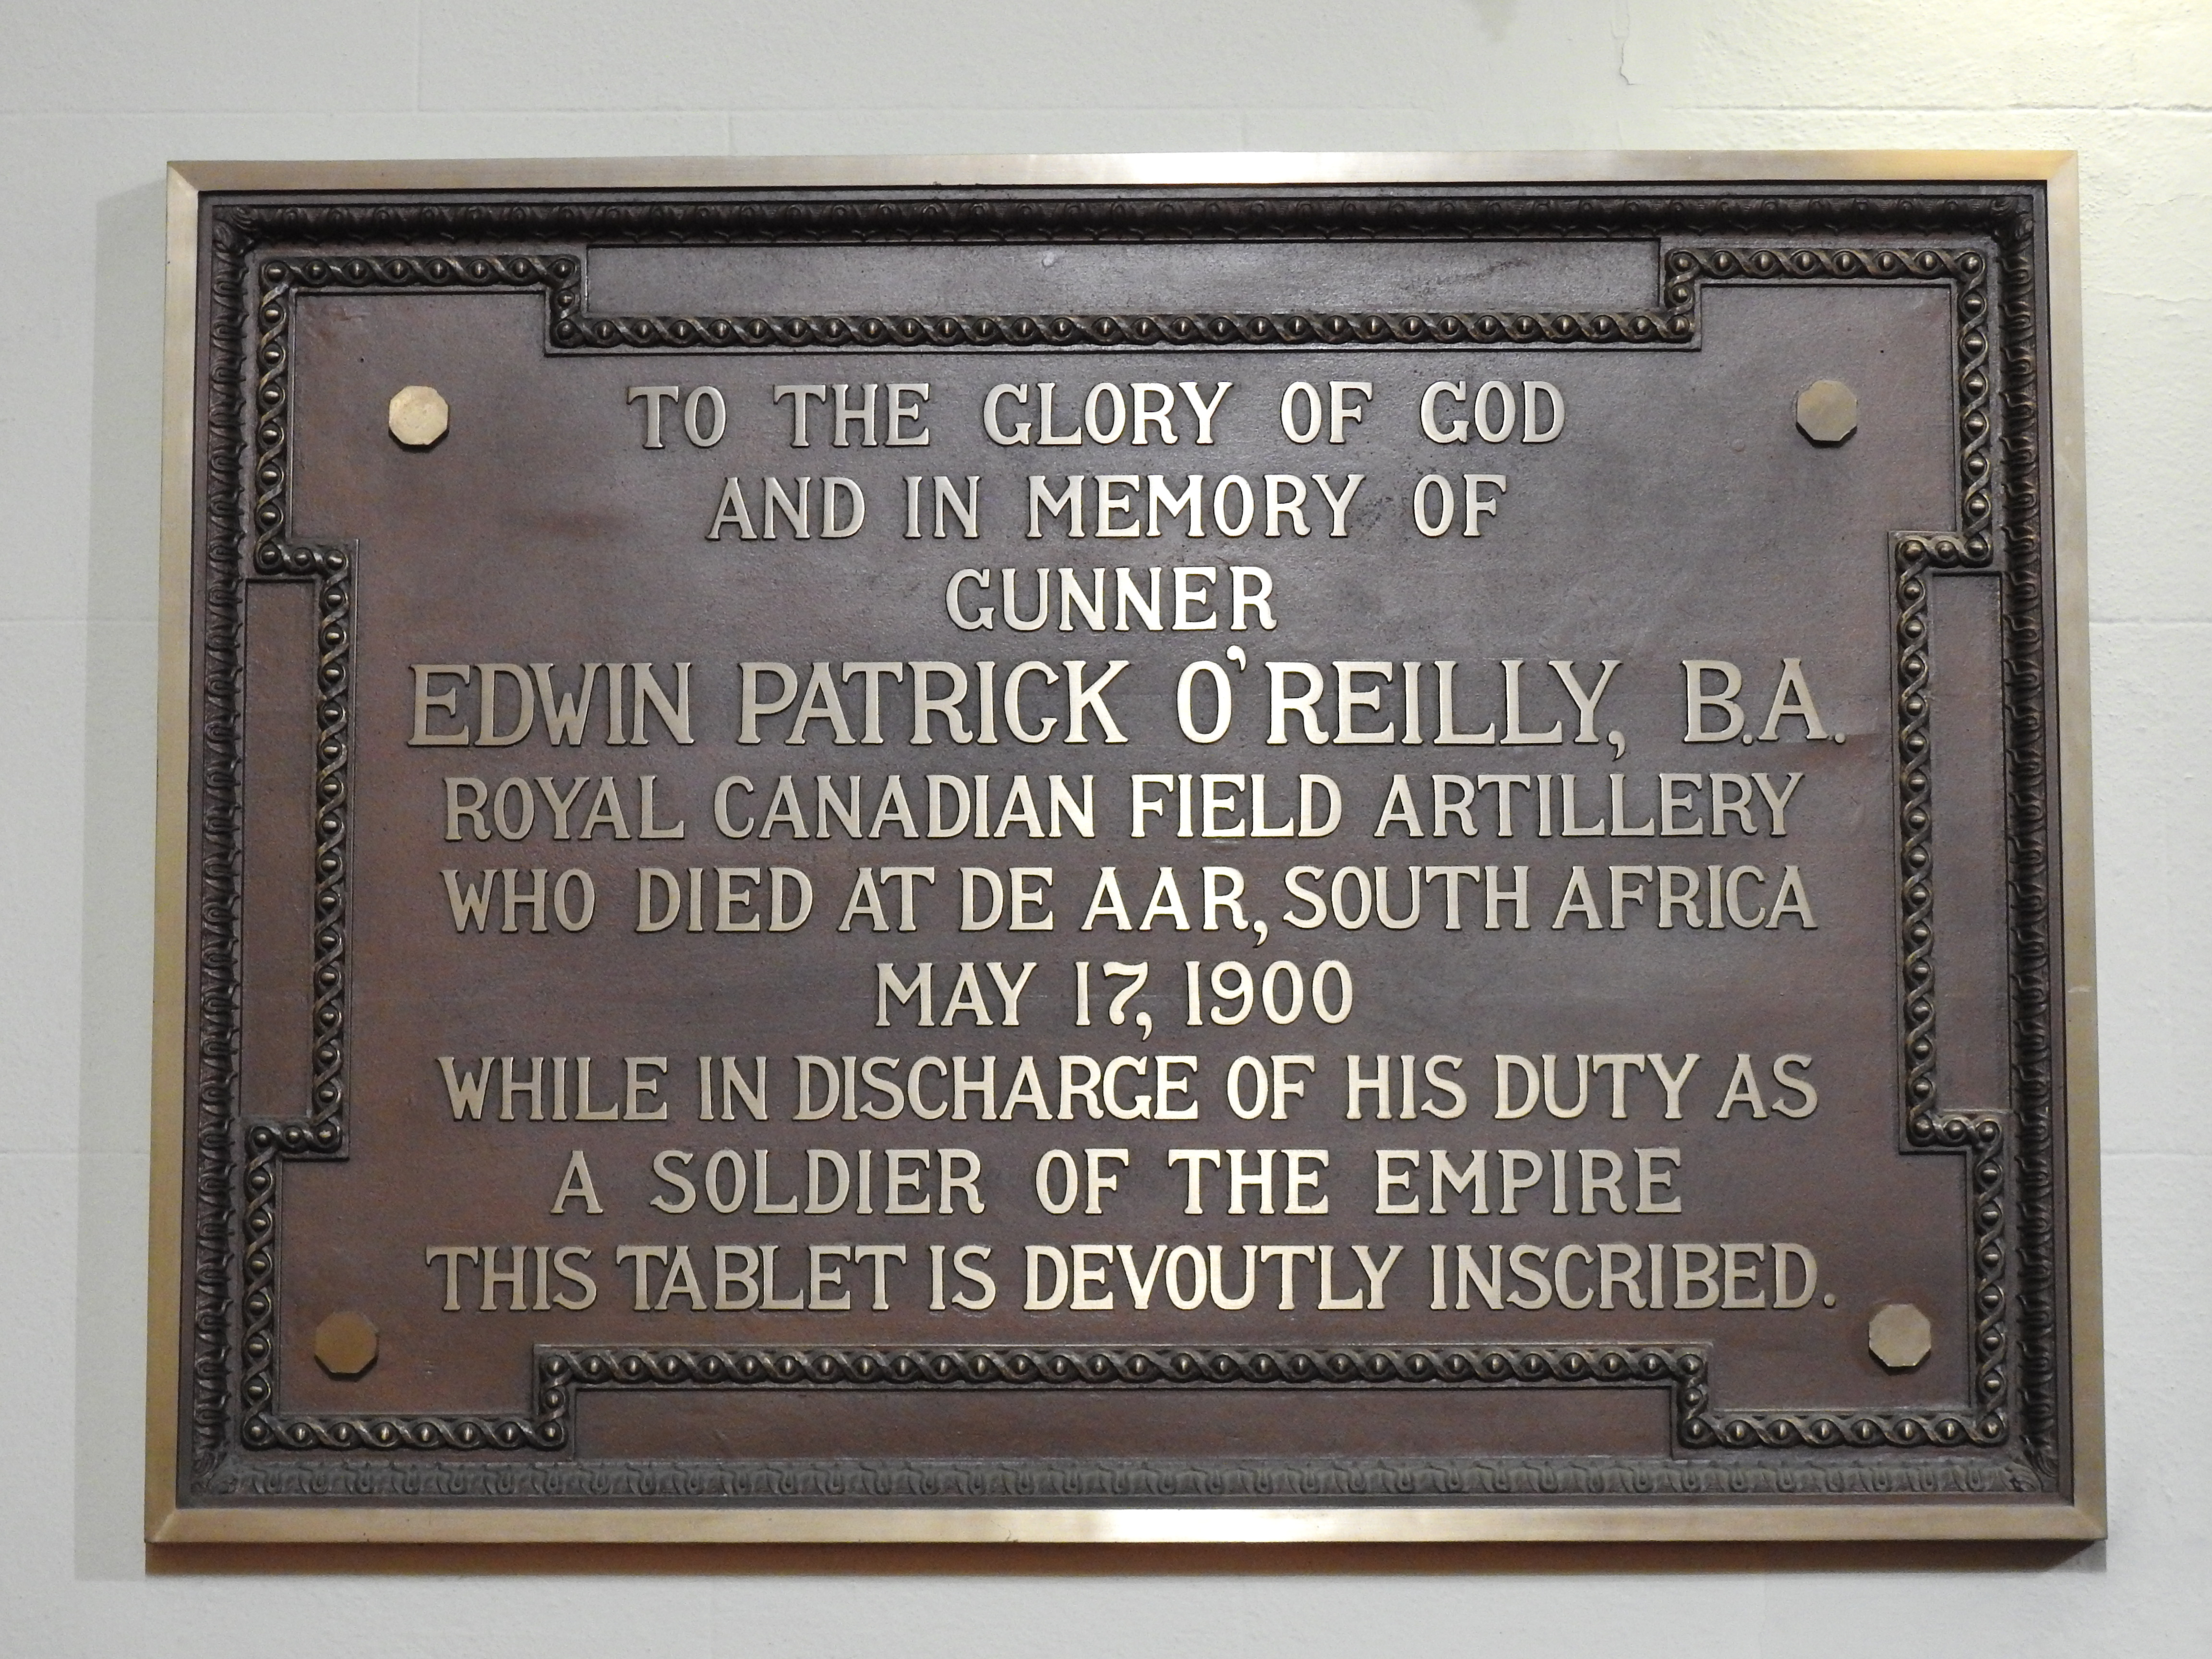 TO THE GLORY OF GOD
AND IN MEMORY OF
GUNNER
EDWIN PATRICK O'REILLY, B.A.
ROYAL CANADIAN FIELD ARTILLERY
WHO DIED AT DE AAR, SOUTH AFRICA
MAY 17, 1900
WHILE IN DISCHARGE OF HIS DUTY AS
A SOLDIER OF THE EMPIRE
THIS TABLET IS DEVOUTLY INSCRIBED.